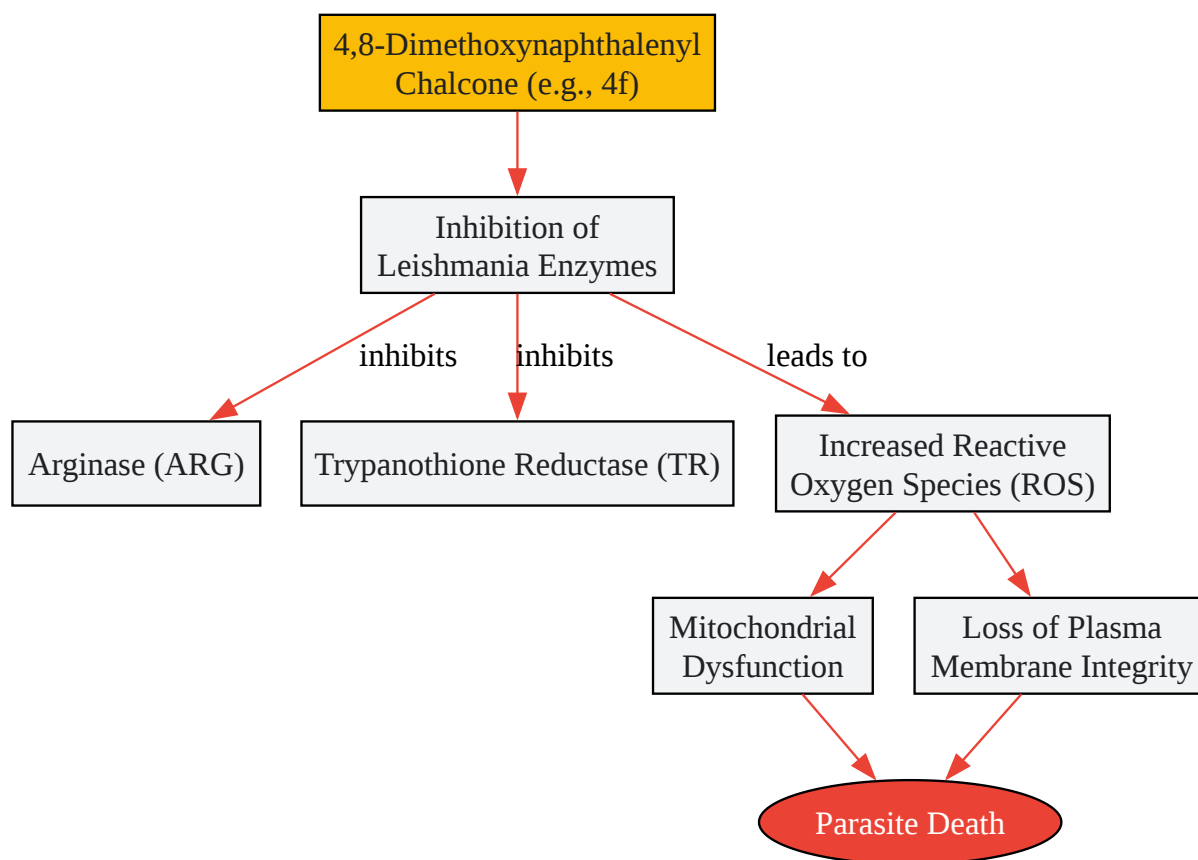 4,8-Dimethoxynaphthalenyl
Chalcone (e.g., 4f)
Inhibition of
Leishmania Enzymes
inhibits
inhibits
leads to
Arginase (ARG)
Trypanothione Reductase (TR)
Increased Reactive
Oxygen Species (ROS)
Mitochondrial
Dysfunction
Loss of Plasma
Membrane Integrity
Parasite Death